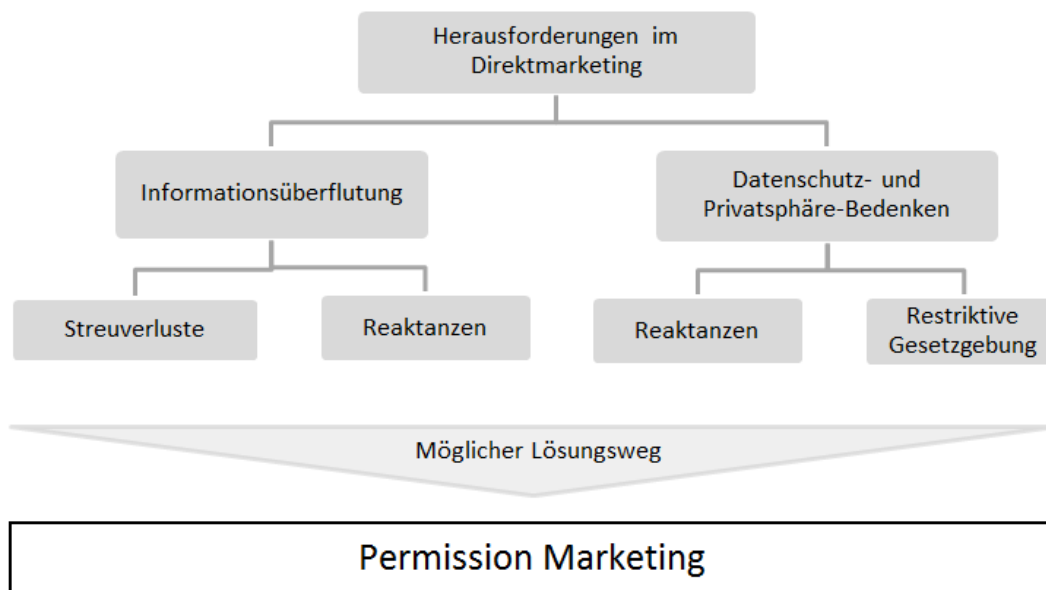 Herausforderungen im
Direktmarketing
Informationsüberflutung
Datenschutz- und
Privatsphäre-Bedenken
Streuverluste
Reaktanzen
Reaktanzen
Restriktive
Gesetzgebung
Möglicher Lösungsweg
Permission Marketing